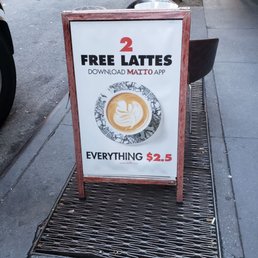 2
FREE LATTES
DOWNLOAD MATTO APP
EVERYTHING $2.5